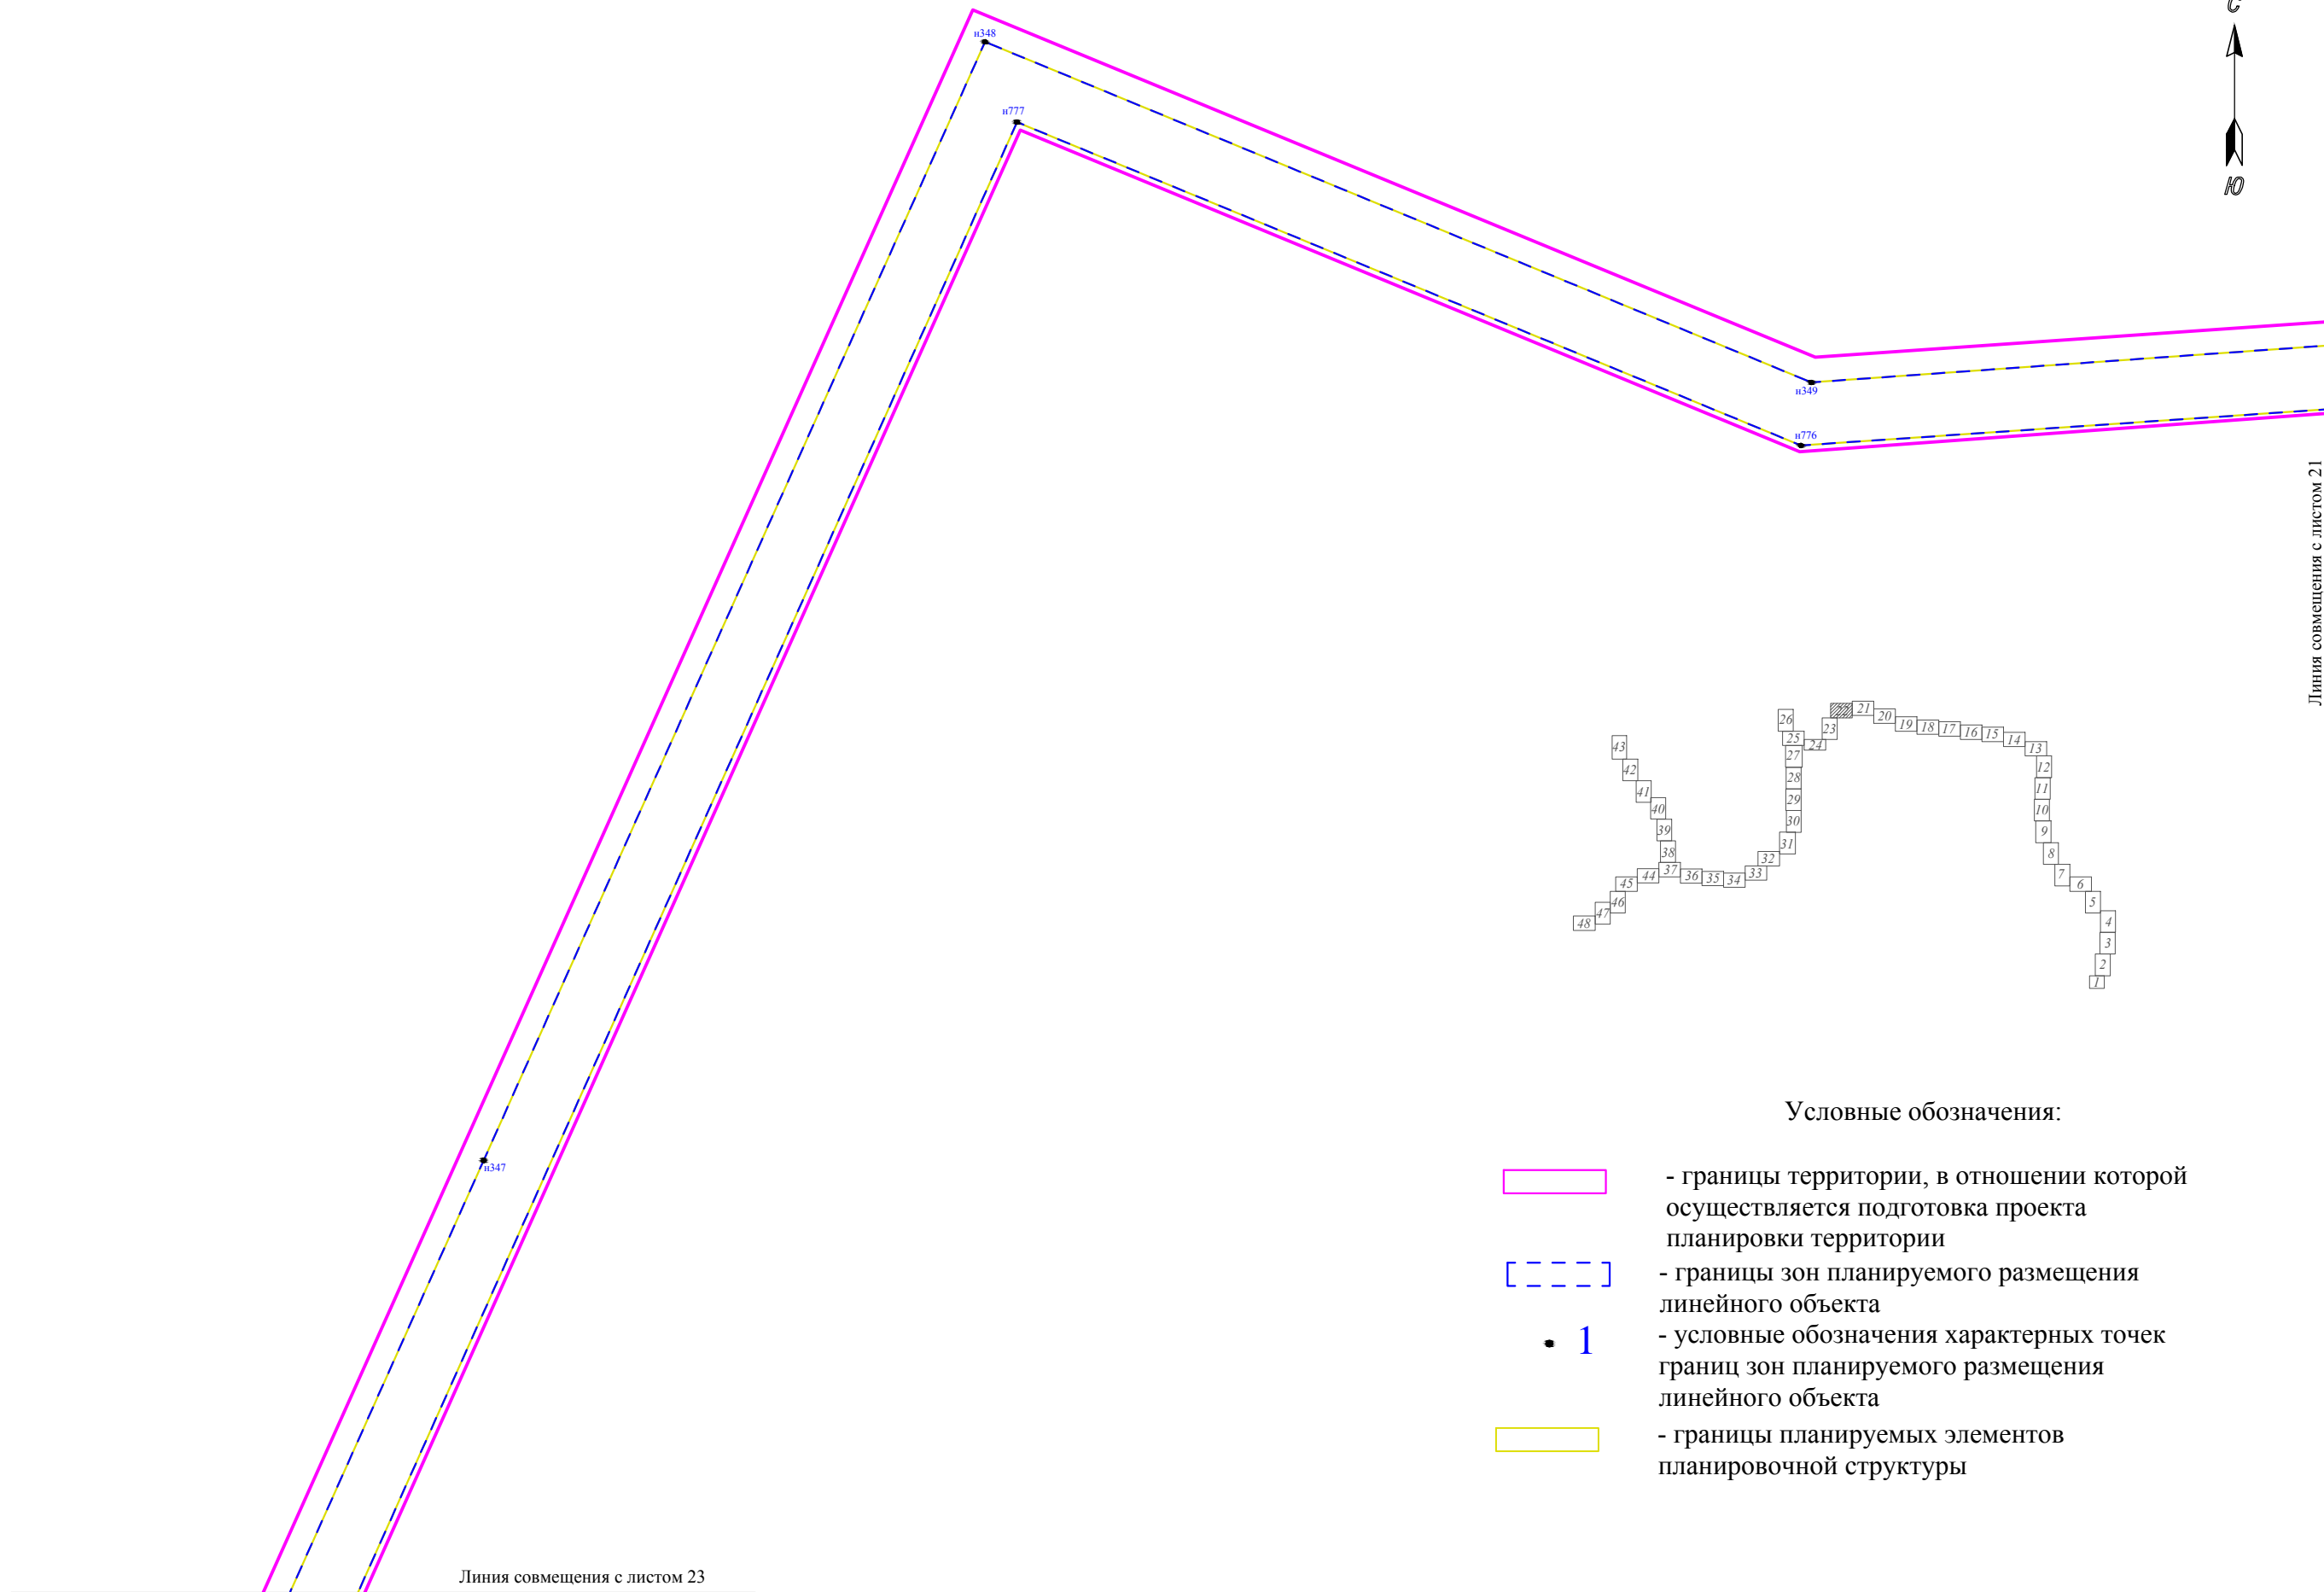 С
н348
н777
н349
н776
Ю
Линия совмещения с листом 21
22
21
20
19
18
17
16
15
14
13
12
11
10
9
8
7
6
5
4
3
2
1
26
25
23
24
27
28
29
30
31
32
33
34
35
36
37
38
39
40
41
42
43
44
45
46
47
48
н347
Условные обозначения:
- границы территории, в отношении которой
осуществляется подготовка проекта
планировки территории
- границы зон планируемого размещения
линейного объекта
1
- условные обозначения характерных точек
границ зон планируемого размещения
линейного объекта
- границы планируемых элементов
планировочной структуры
Линия совмещения с листом 23